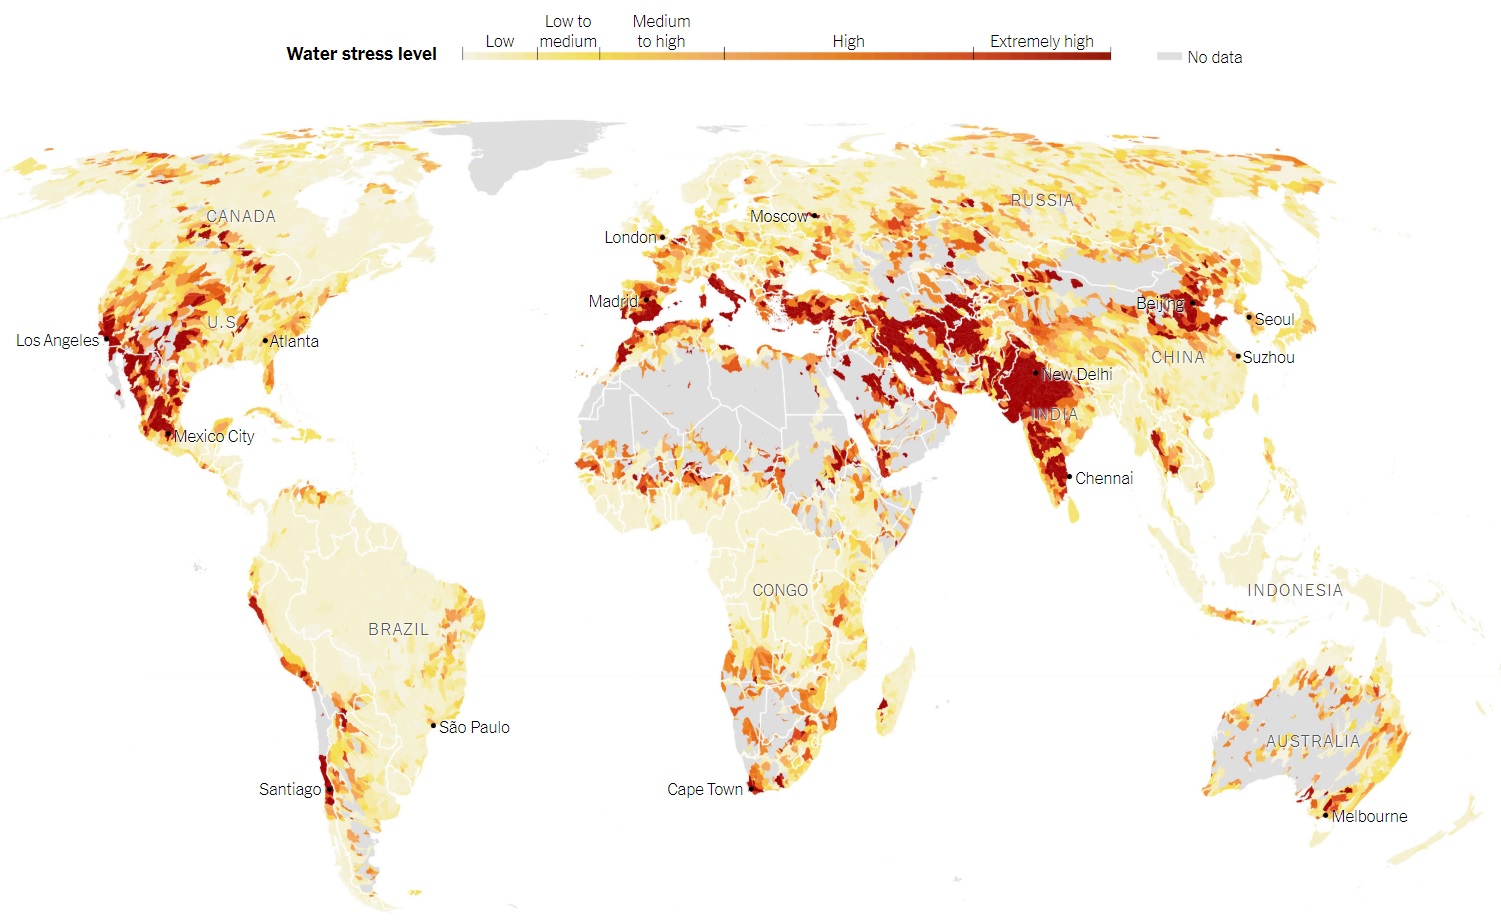 Water stress level
Low
Low to
medium
Medium
to high
High
Extremely high
No data
CANADA
RUSSIA
Moscow
London
Madrid
Beijing
Seoul
U.S.
Los Angeles
Atlanta
CHINA
Suzhou
New Delhi
INDIA
Mexico City
Chennai
CONGO
INDONESIA
BRAZIL
São Paulo
AUSTRALIA
Santiago
Cape Town
Melbourne